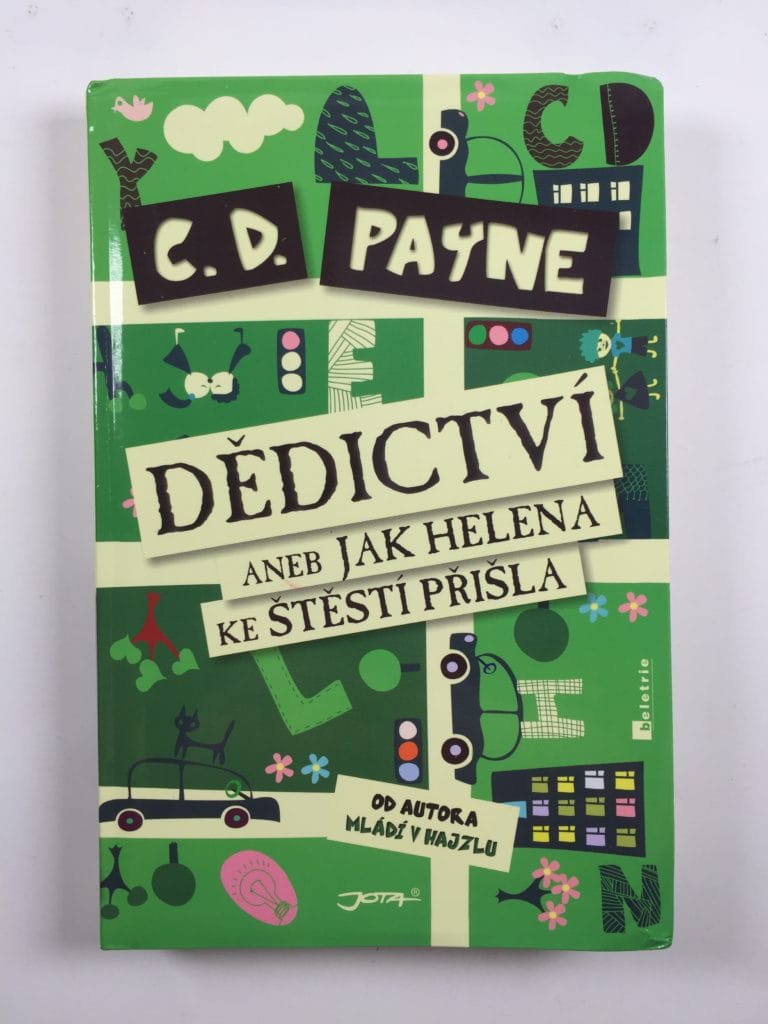 Y L C D
C. D. PAYNE
E
DĚDICTVÍ
ANEB JAK HELENA
KE ŠTĚSTÍ PŘIŠLA
L
H
beletrie
OD AUTORA
MLÁDÍ V HAJZLU
JOTA®
N